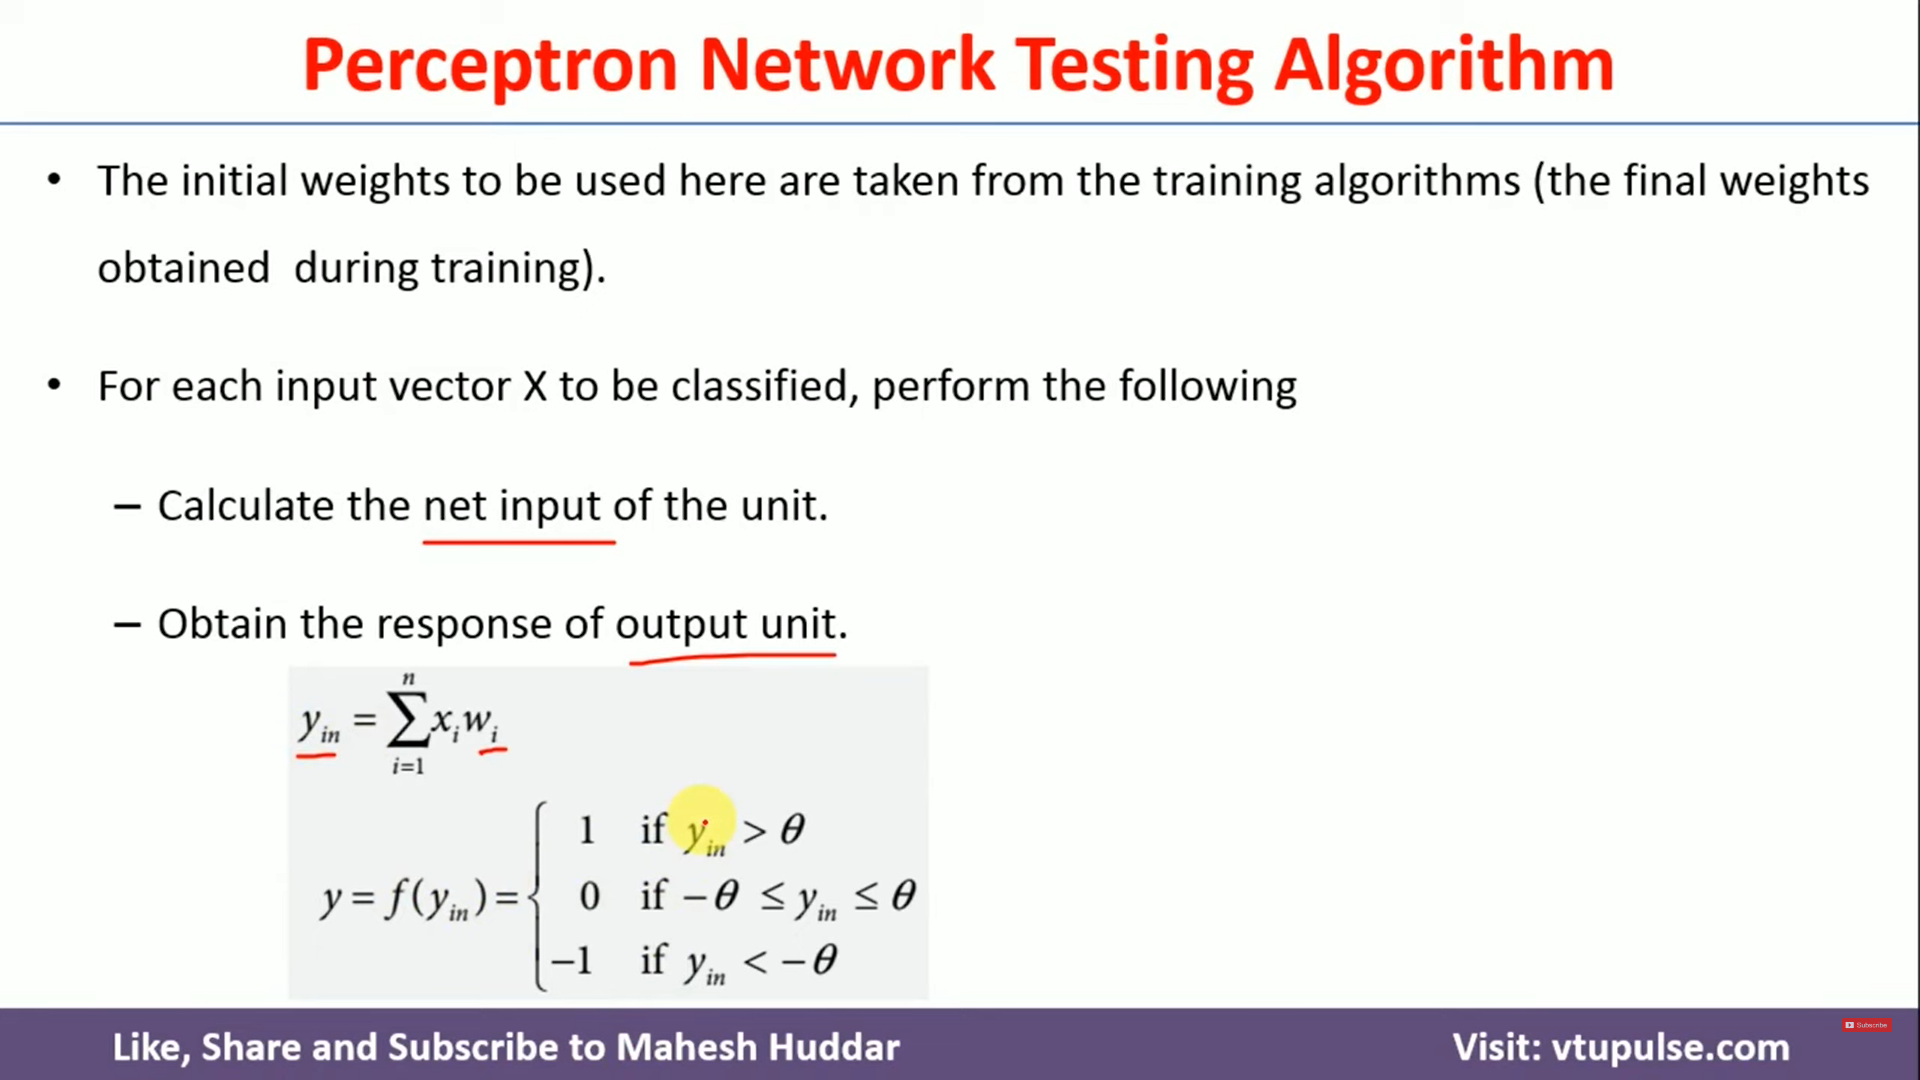 Perceptron Network Testing Algorithm
• The initial weights to be used here are taken from the training algorithms (the final weights
obtained during training).
• For each input vector X to be classified, perform the following
– Calculate the net input of the unit.
– Obtain the response of output unit.
y_in = ∑_{i=1}^{n} x_i w_i
y = f(y_in) = { 1 if y_in > θ
0 if −θ ≤ y_in ≤ θ
−1 if y_in < −θ
Like, Share and Subscribe to Mahesh Huddar
Visit: vtupulse.com
Subscribe